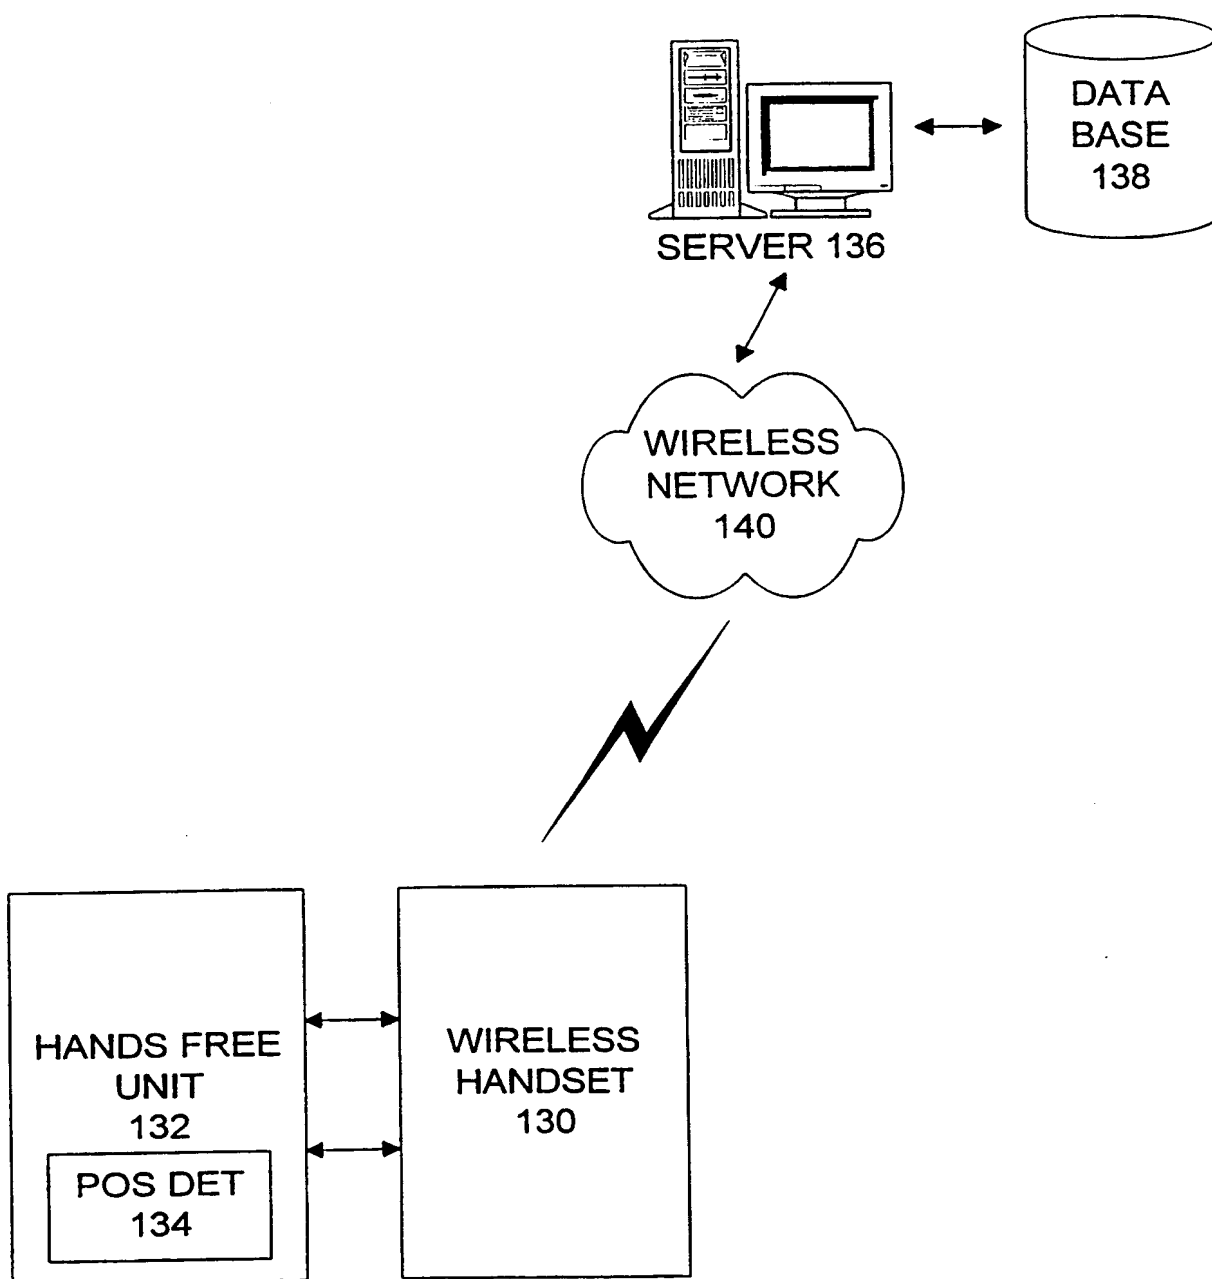 DATA
BASE
138
SERVER 136
WIRELESS
NETWORK
140
HANDS FREE
UNIT
132
POS DET
134
WIRELESS
HANDSET
130